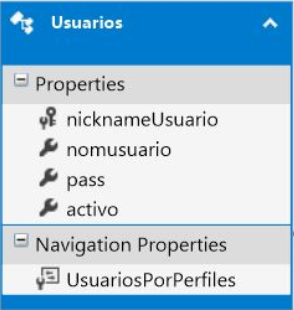 Usuarios
Properties
nicknameUsuario
nomusuario
pass
activo
Navigation Properties
UsuariosPorPerfiles